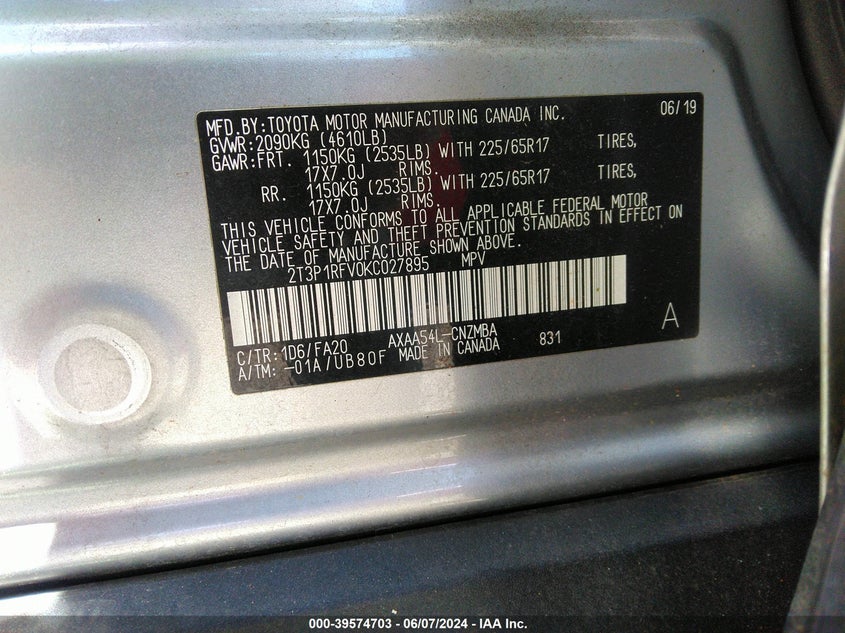 MFD.BY:TOYOTA MOTOR MANUFACTURING CANADA INC. 06/19
GVWR:2090KG (4610LB)
GAWR:FRT. 1150KG (2535LB) WITH 225/65R17 TIRES,
17X7.0J RIMS.
RR. 1150KG (2535LB) WITH 225/65R17 TIRES,
17X7.0J RIMS.
THIS VEHICLE CONFORMS TO ALL APPLICABLE FEDERAL MOTOR
VEHICLE SAFETY AND THEFT PREVENTION STANDARDS IN EFFECT ON
THE DATE OF MANUFACTURE SHOWN ABOVE.
2T3P1RFV0KC027895 MPV
C/TR:1D6/FA20 AXAA54L-CNZMBA 831 A
A/TM: -01A/UB80F MADE IN CANADA
000-39574703 - 06/07/2024 - IAA Inc.